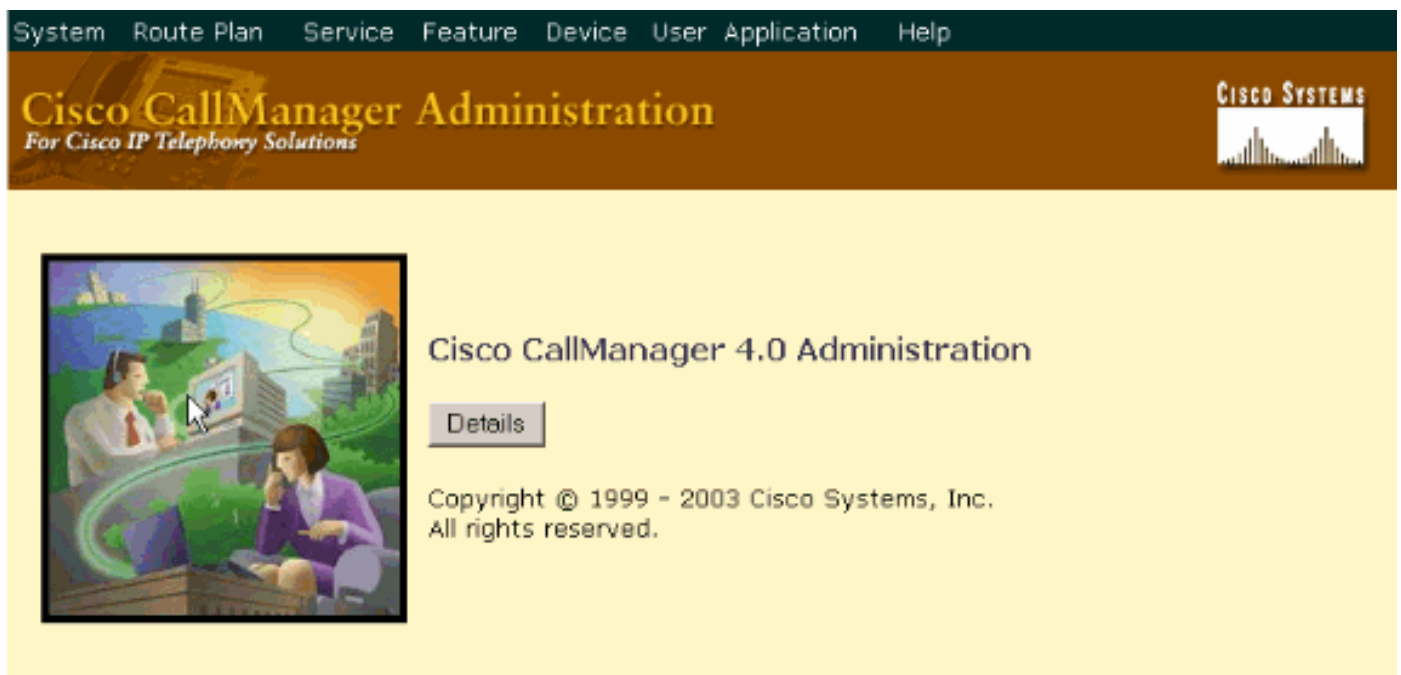 System Route Plan Service Feature Device User Application Help
Cisco CallManager Administration
For Cisco IP Telephony Solutions
CISCO SYSTEMS
Cisco CallManager 4.0 Administration
Details
Copyright © 1999 - 2003 Cisco Systems, Inc.
All rights reserved.